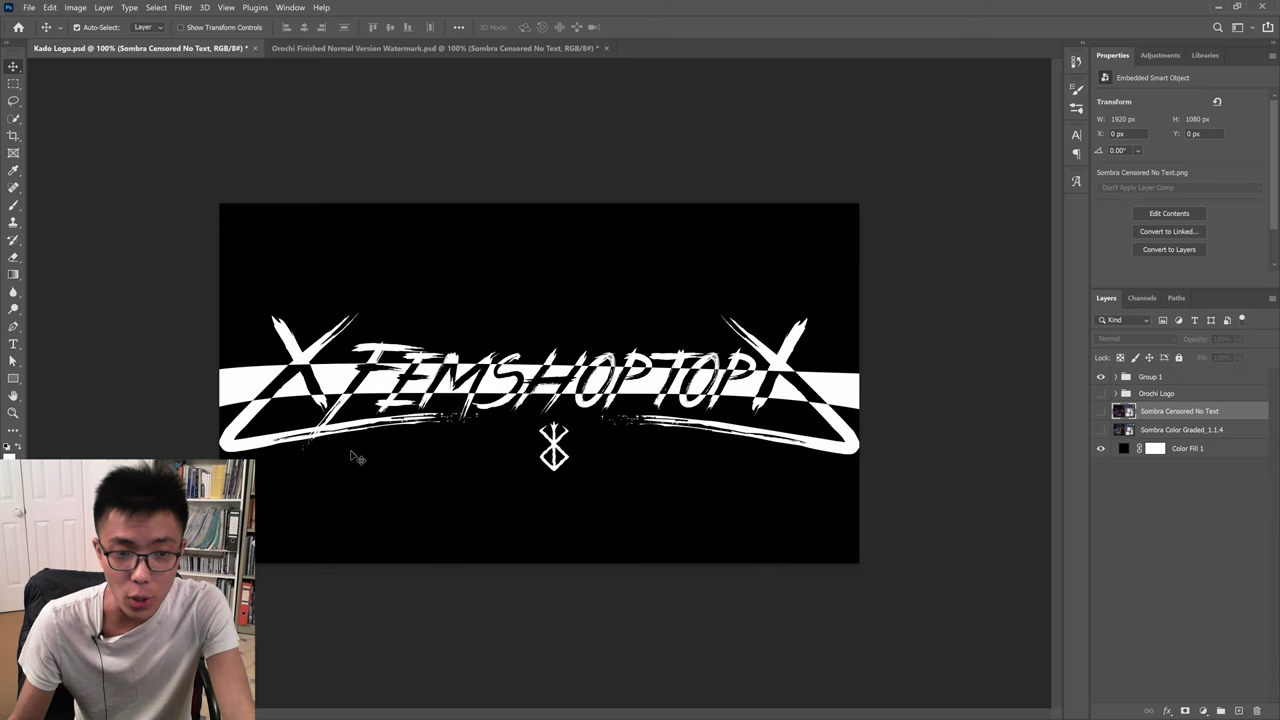 File Edit Image Layer Type Select Filter 3D View Plugins Window Help
Auto-Select: Layer Show Transform Controls 3D Mode:
Kado Logo.psd @ 100% (Sombra Censored No Text, RGB/8#) * Orochi Finished Normal Version Watermark.psd @ 100% (Sombra Censored No Text, RGB/8#) *
XFEMSHOPTOPX
Properties Adjustments Libraries
Embedded Smart Object
Transform
W: 1920 px H: 1080 px
X: 0 px Y: 0 px
0.00°
Sombra Censored No Text.png
Don't Apply Layer Comp
Edit Contents
Convert to Linked...
Convert to Layers
Layers Channels Paths
Kind
Normal Opacity:
Lock: Fill: 100%
Group 1
Orochi Logo
Sombra Censored No Text
Sombra Color Graded_1.1.4
Color Fill 1